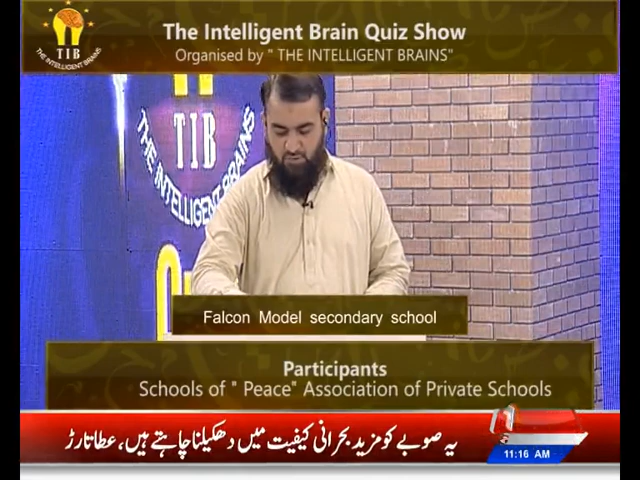 The Intelligent Brain Quiz Show
Organised by " THE INTELLIGENT BRAINS"
TIB
THE INTELLIGENT BRAINS
TIB
THE INTELLIGENT BRAINS
Falcon Model secondary school
Participants
Schools of " Peace" Association of Private Schools
یہ صوبے کو مزید بحرانی کیفیت میں دھکیلنا چاہتے ہیں، عطا تارڑ
11:16 AM